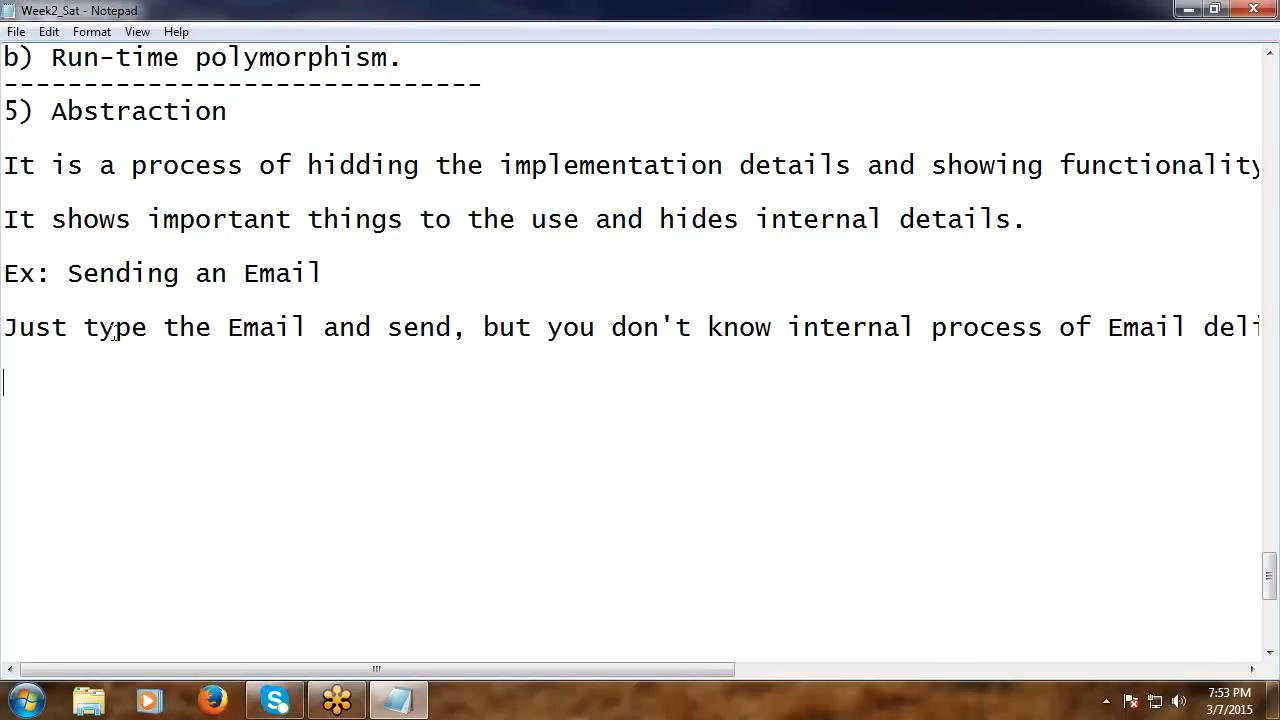 Week2_Sat - Notepad
File Edit Format View Help
b) Run-time polymorphism.
------------------------------
5) Abstraction
It is a process of hidding the implementation details and showing functionality
It shows important things to the use and hides internal details.
Ex: Sending an Email
Just type the Email and send, but you don't know internal process of Email deli
7:53 PM
3/7/2015